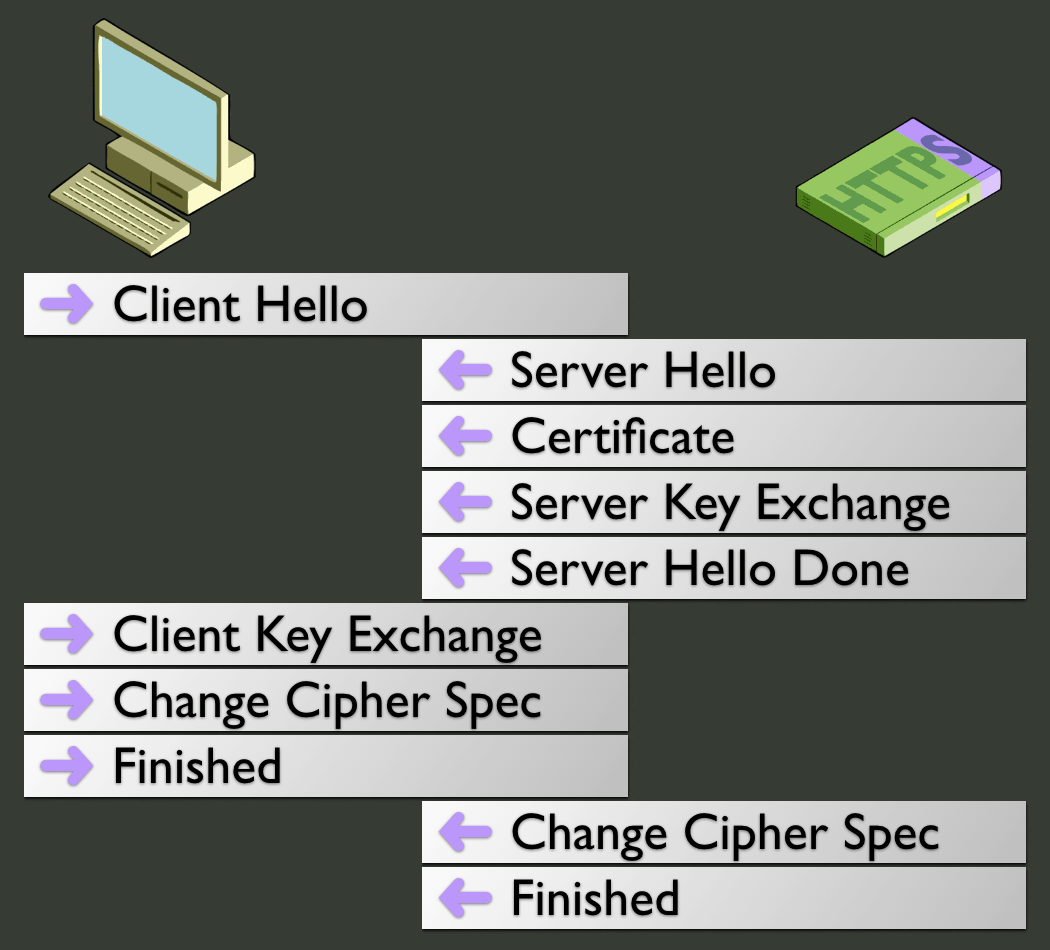 HTTPS
Client Hello
Server Hello
Certificate
Server Key Exchange
Server Hello Done
Client Key Exchange
Change Cipher Spec
Finished
Change Cipher Spec
Finished